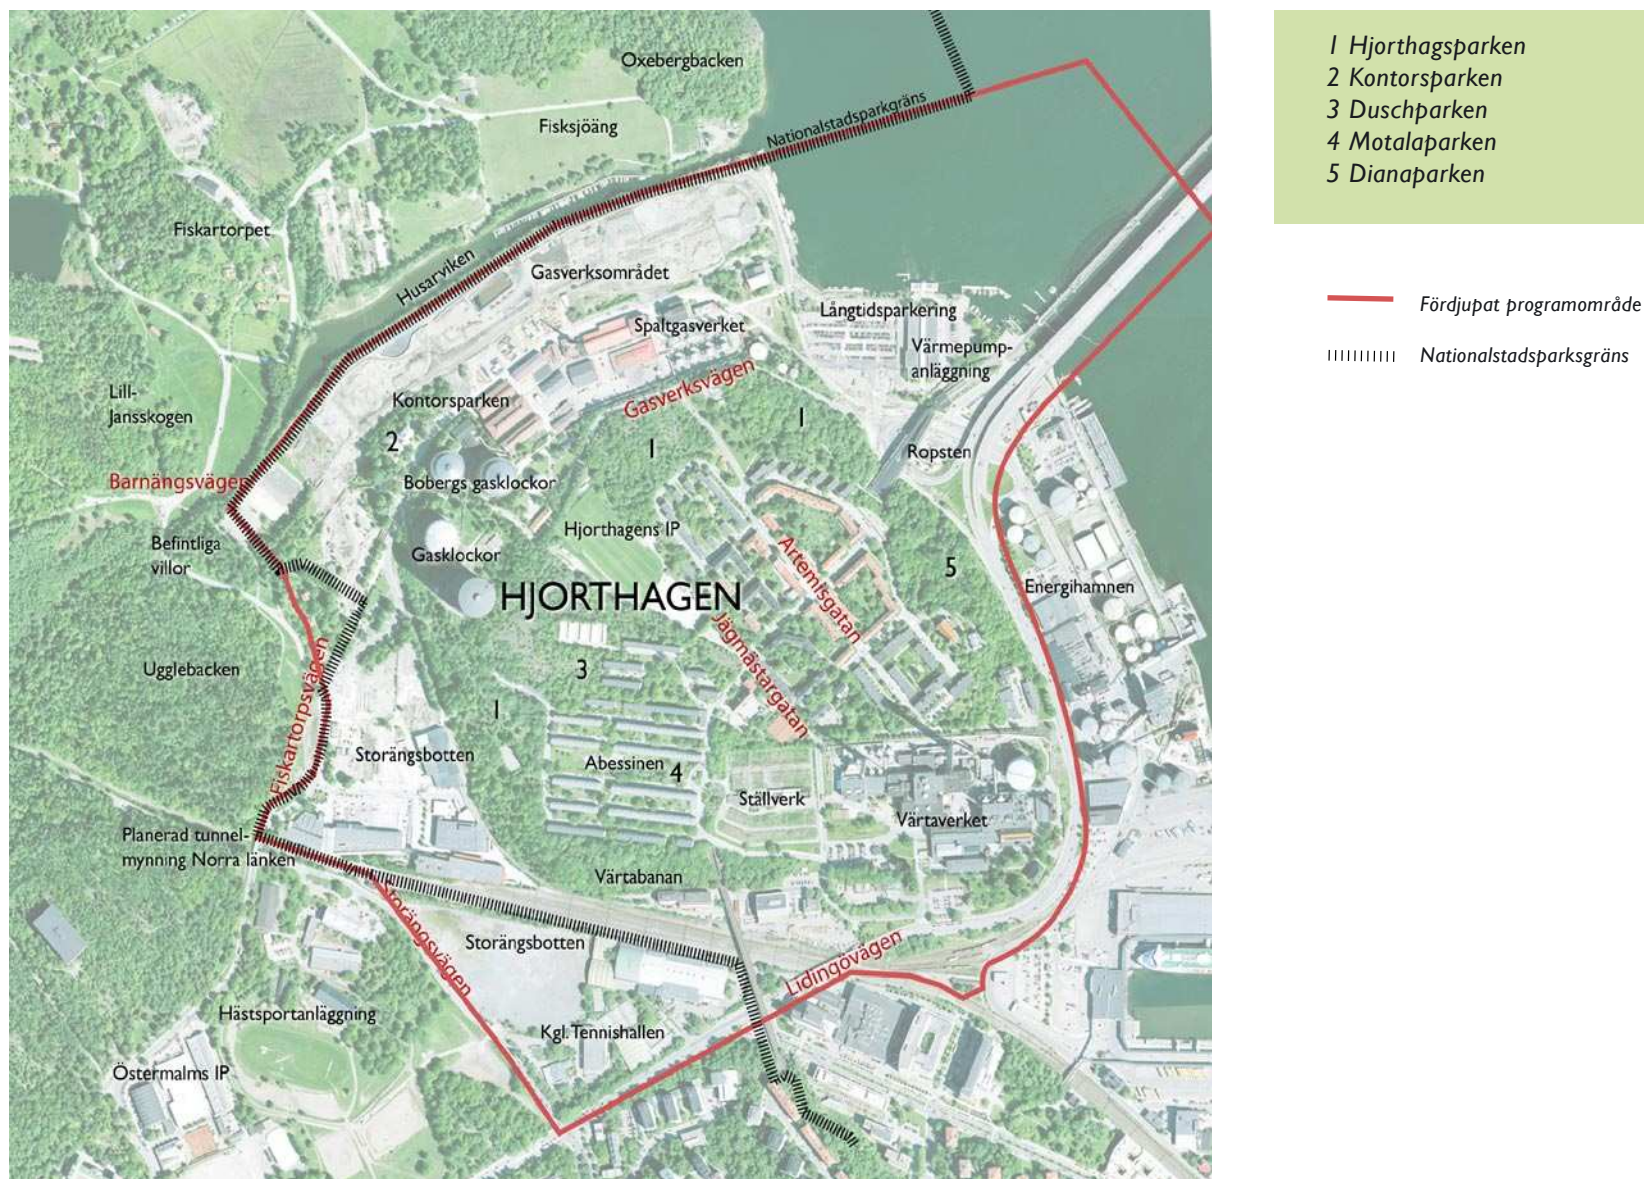 Oxebergbacken
Nationalstadsparkgräns
Fisksjöäng
Fiskartorpet
Husarviken
Gasverksområdet
Spaltgasverket
Långtidsparkering
Värmepump-
anläggning
Gasverksvägen
Lill-
Jansskogen
Kontorsparken
1
1
2
Ropsten
Barnängsvägen
Bobergs gasklockor
Hjorthagens IP
Befintliga
villor
Gasklockor
Artemisgatan
5
Energihamnen
HJORTHAGEN
Jägmästargatan
Ugglebacken
3
Fiskartorpsvägen
1
Storängsbotten
Abessinen 4
Ställverk
Värtaverket
Planerad tunnel-
mynning Norra länken
Värtabanan
Storängsvägen
Storängsbotten
Lidingövägen
Hästsportanläggning
Kgl. Tennishallen
Östermalms IP
1 Hjorthagsparken
2 Kontorsparken
3 Duschparken
4 Motalaparken
5 Dianaparken
Fördjupat programområde
Nationalstadsparksgräns